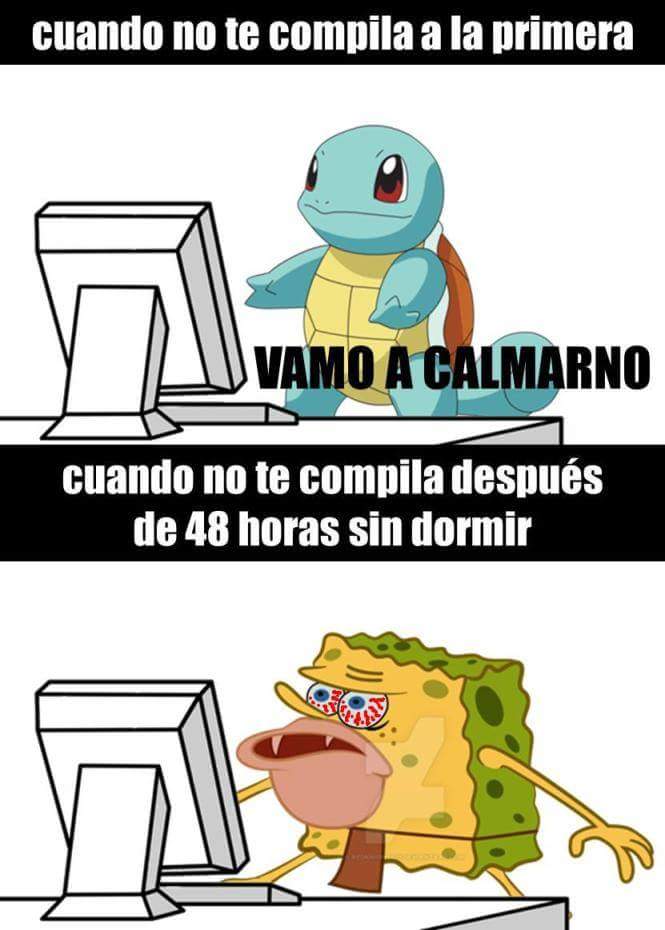 cuando no te compila a la primera
VAMO A CALMARNO
cuando no te compila después
de 48 horas sin dormir